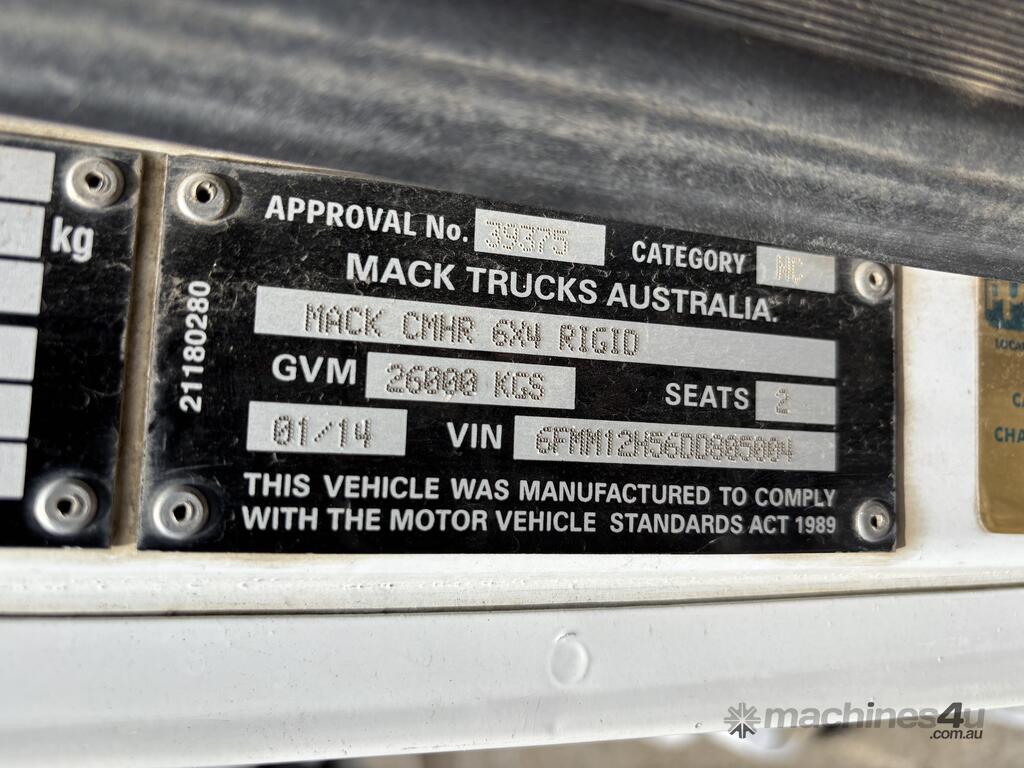 kg
21180280
APPROVAL No. 39375 CATEGORY NC
MACK TRUCKS AUSTRALIA.
MACK CMHR 6X4 RIGID
GVM 26000 KGS SEATS 2
01/14 VIN
THIS VEHICLE WAS MANUFACTURED TO COMPLY
WITH THE MOTOR VEHICLE STANDARDS ACT 1989
machines4u
.com.au